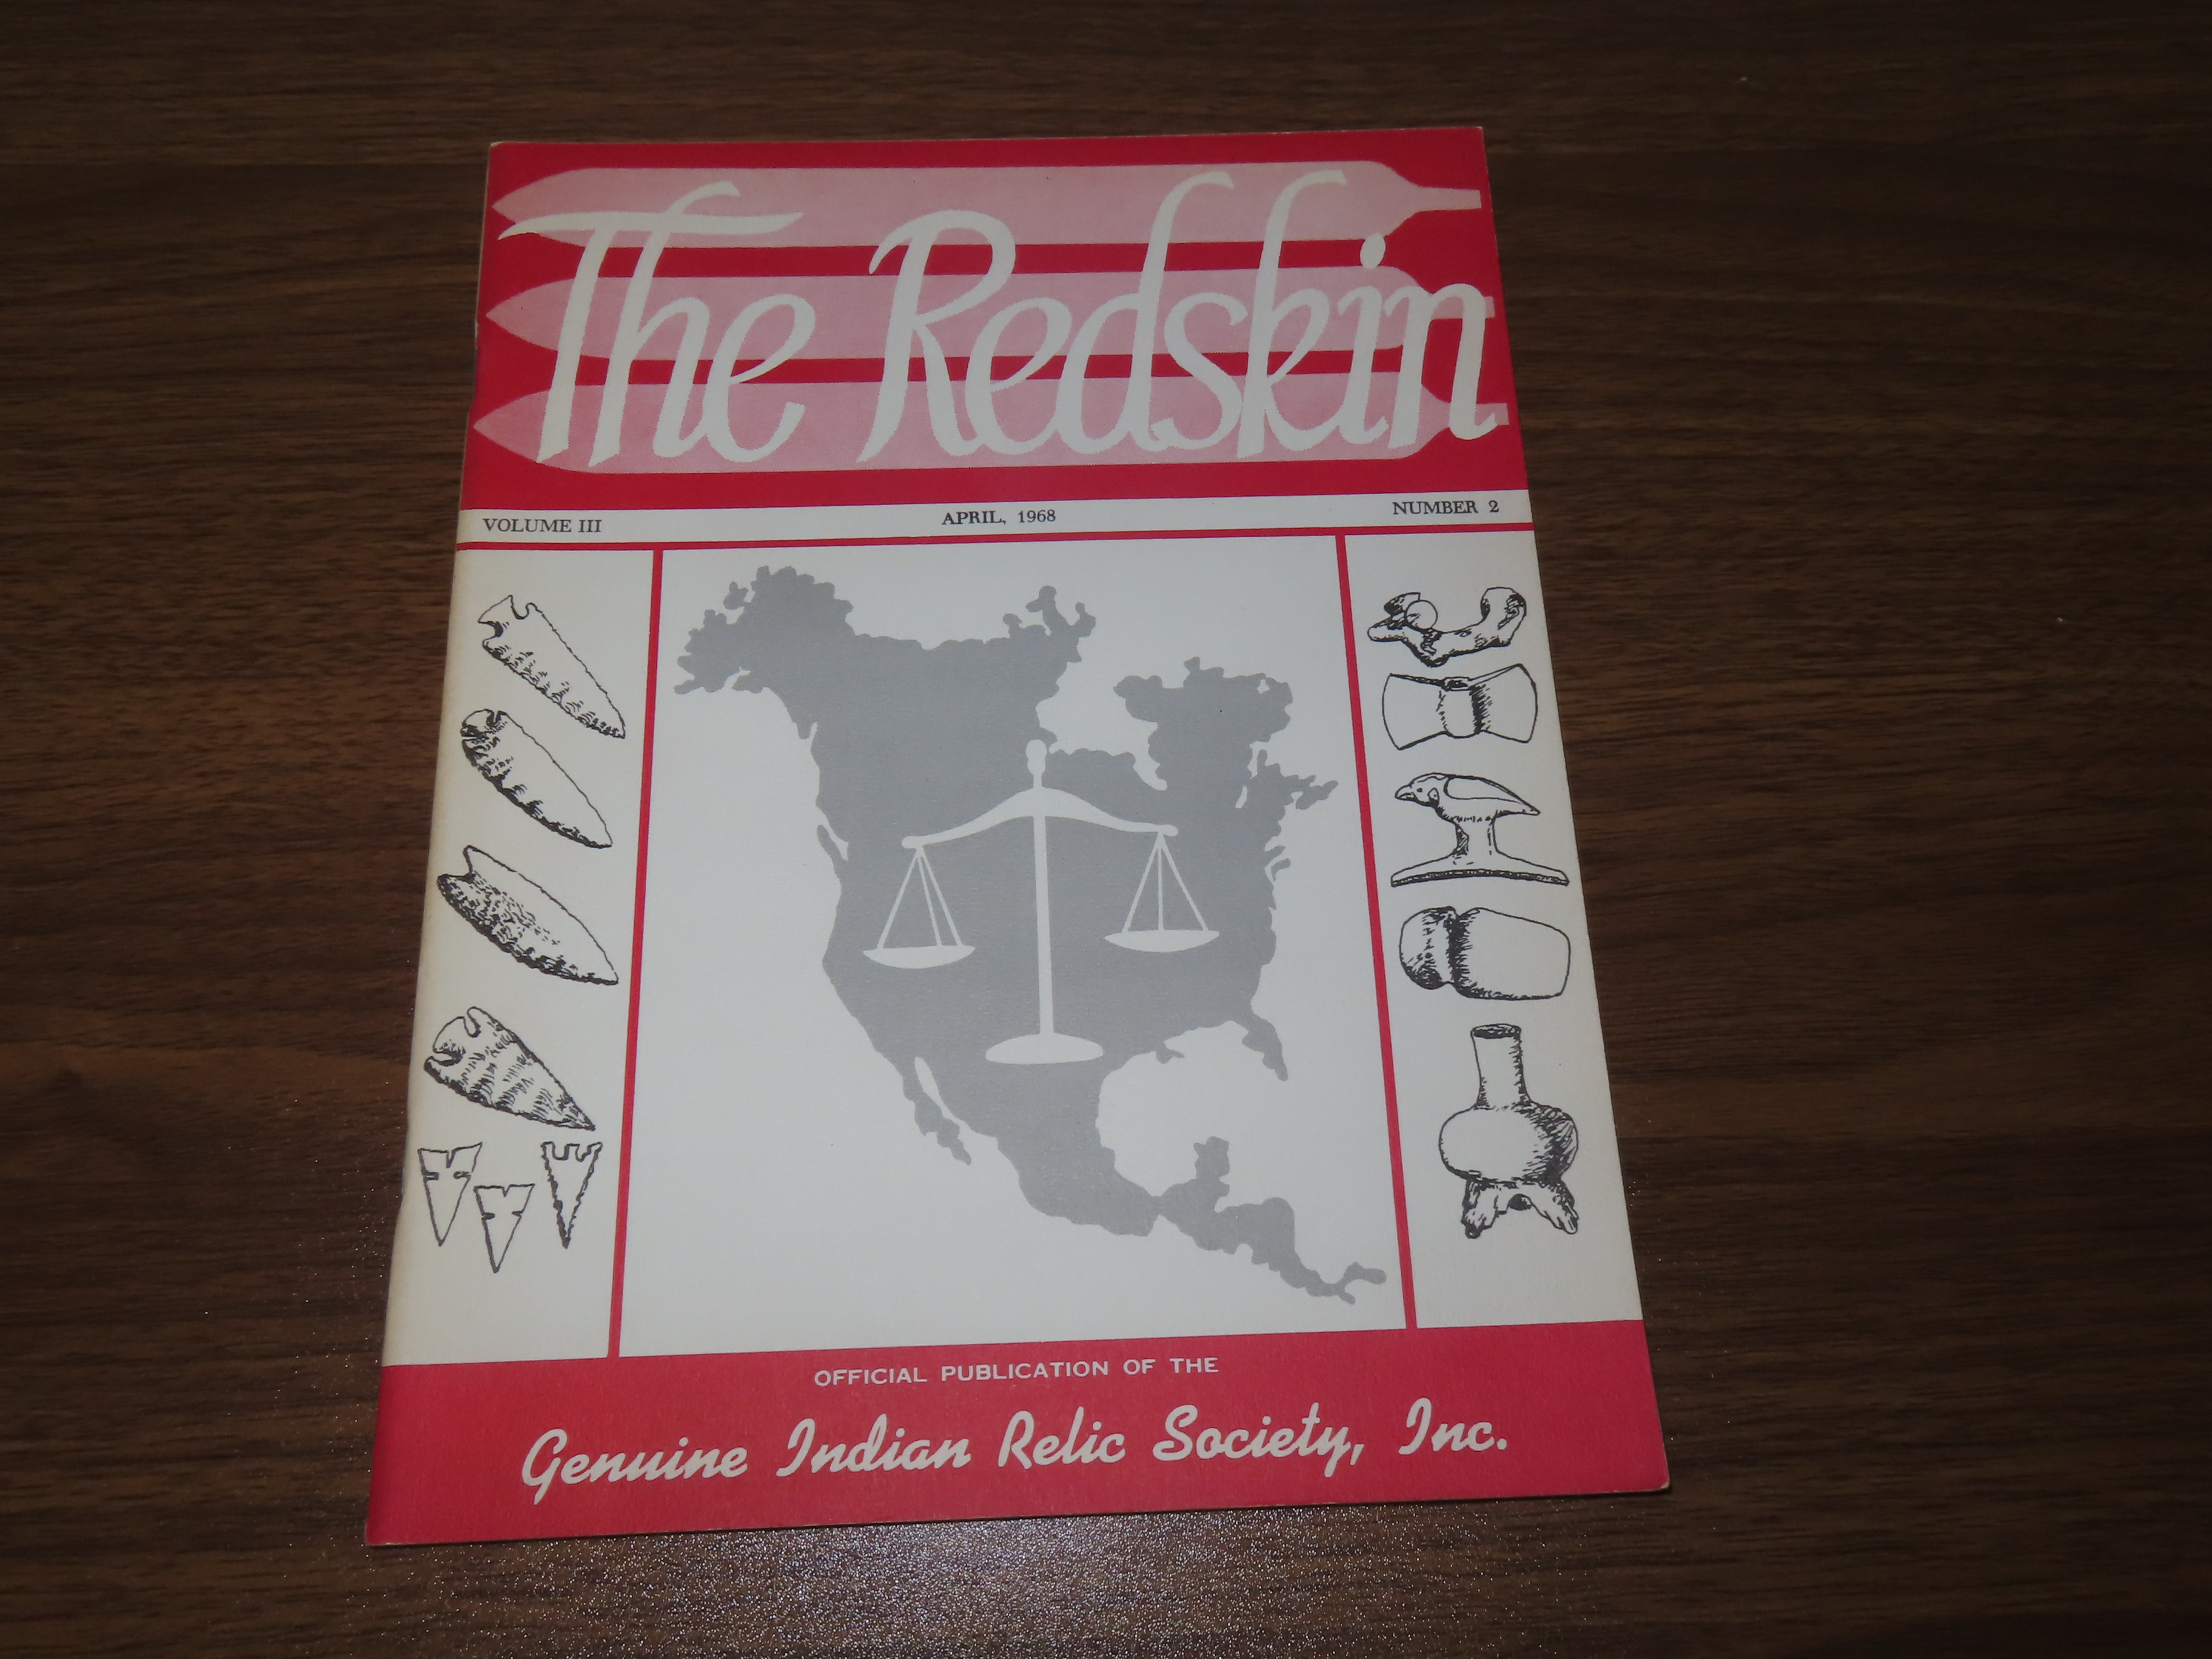 The Redskin
VOLUME III APRIL, 1968 NUMBER 2
OFFICIAL PUBLICATION OF THE
Genuine Indian Relic Society, Inc.